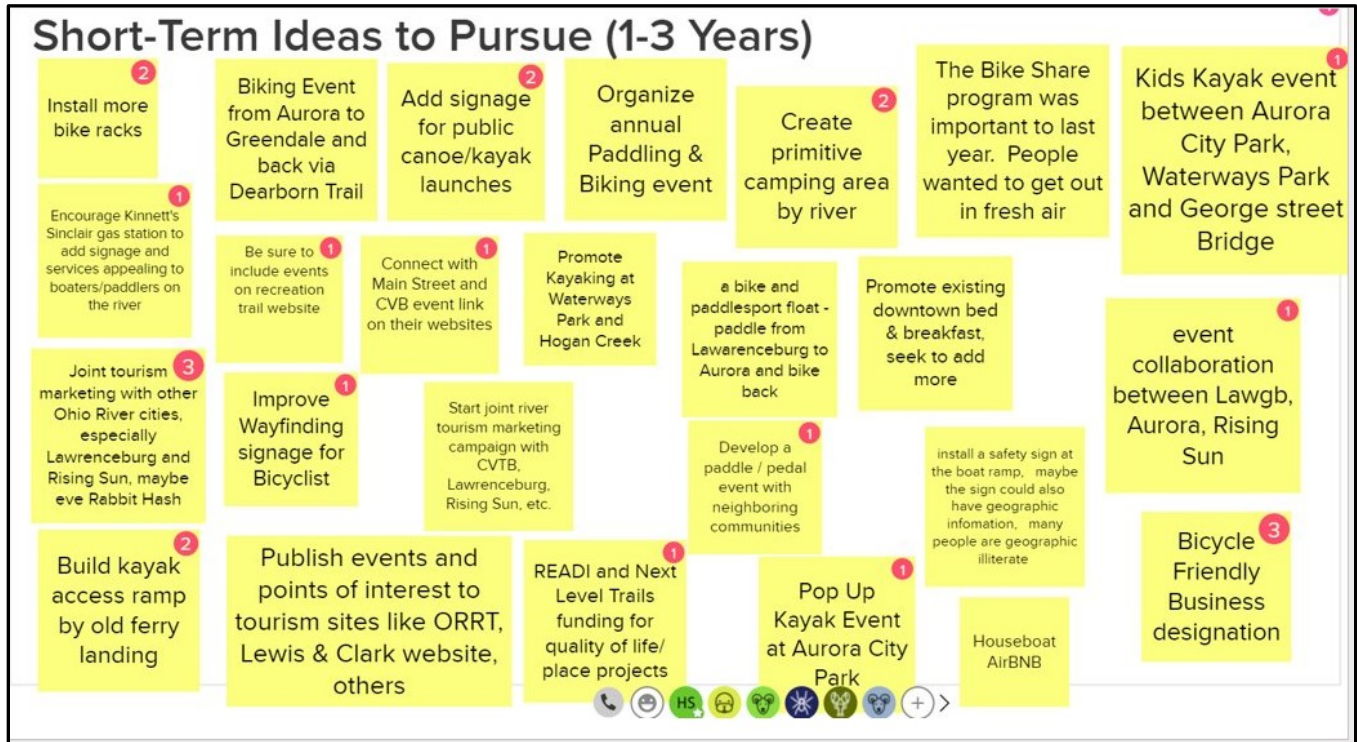 Short-Term Ideas to Pursue (1-3 Years)
2
Install more
bike racks
Biking Event
from Aurora to
Greendale and
back via
Dearborn Trail
2
Add signage
for public
canoe/kayak
launches
Organize
annual
Paddling &
Biking event
2
Create
primitive
camping area
by river
The Bike Share
program was
important to last
year. People
wanted to get out
in fresh air
1
Kids Kayak event
between Aurora
City Park,
Waterways Park
and George street
Bridge
1
Encourage Kinnett's
Sinclair gas station to
add signage and
services appealing to
boaters/paddlers on
the river
1
Be sure to
include events
on recreation
trail website
1
Connect with
Main Street and
CVB event link
on their websites
Promote
Kayaking at
Waterways
Park and
Hogan Creek
a bike and
paddlesport float -
paddle from
Lawarenceburg to
Aurora and bike
back
Promote existing
downtown bed
& breakfast,
seek to add
more
1
event
collaboration
between Lawgb,
Aurora, Rising
Sun
3
Joint tourism
marketing with other
Ohio River cities,
especially
Lawrenceburg and
Rising Sun, maybe
eve Rabbit Hash
1
Improve
Wayfinding
signage for
Bicyclist
Start joint river
tourism marketing
campaign with
CVTB,
Lawrenceburg,
Rising Sun, etc.
1
Develop a
paddle / pedal
event with
neighboring
communities
install a safety sign at
the boat ramp, maybe
the sign could also
have geographic
infomation, many
people are geographic
illiterate
3
Bicycle
Friendly
Business
designation
2
Build kayak
access ramp
by old ferry
landing
Publish events and
points of interest to
tourism sites like ORRT,
Lewis & Clark website,
others
1
READI and Next
Level Trails
funding for
quality of life/
place projects
1
Pop Up
Kayak Event
at Aurora City
Park
Houseboat
AirBNB
HS